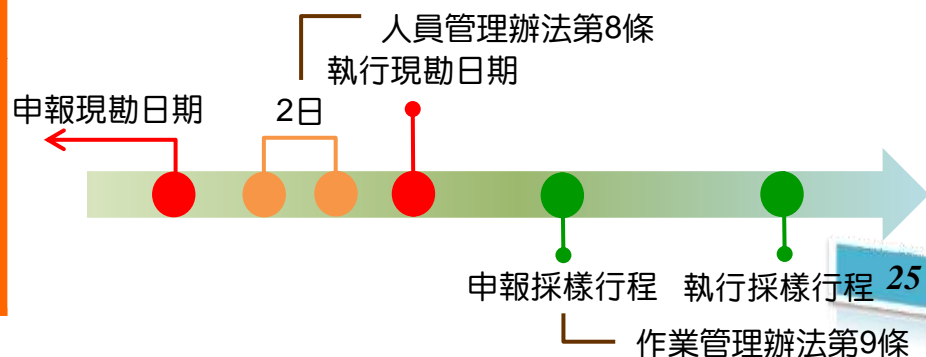 人員管理辦法第8條
執行現勘日期
申報現勘日期
2日
申報採樣行程
執行採樣行程
25
作業管理辦法第9條